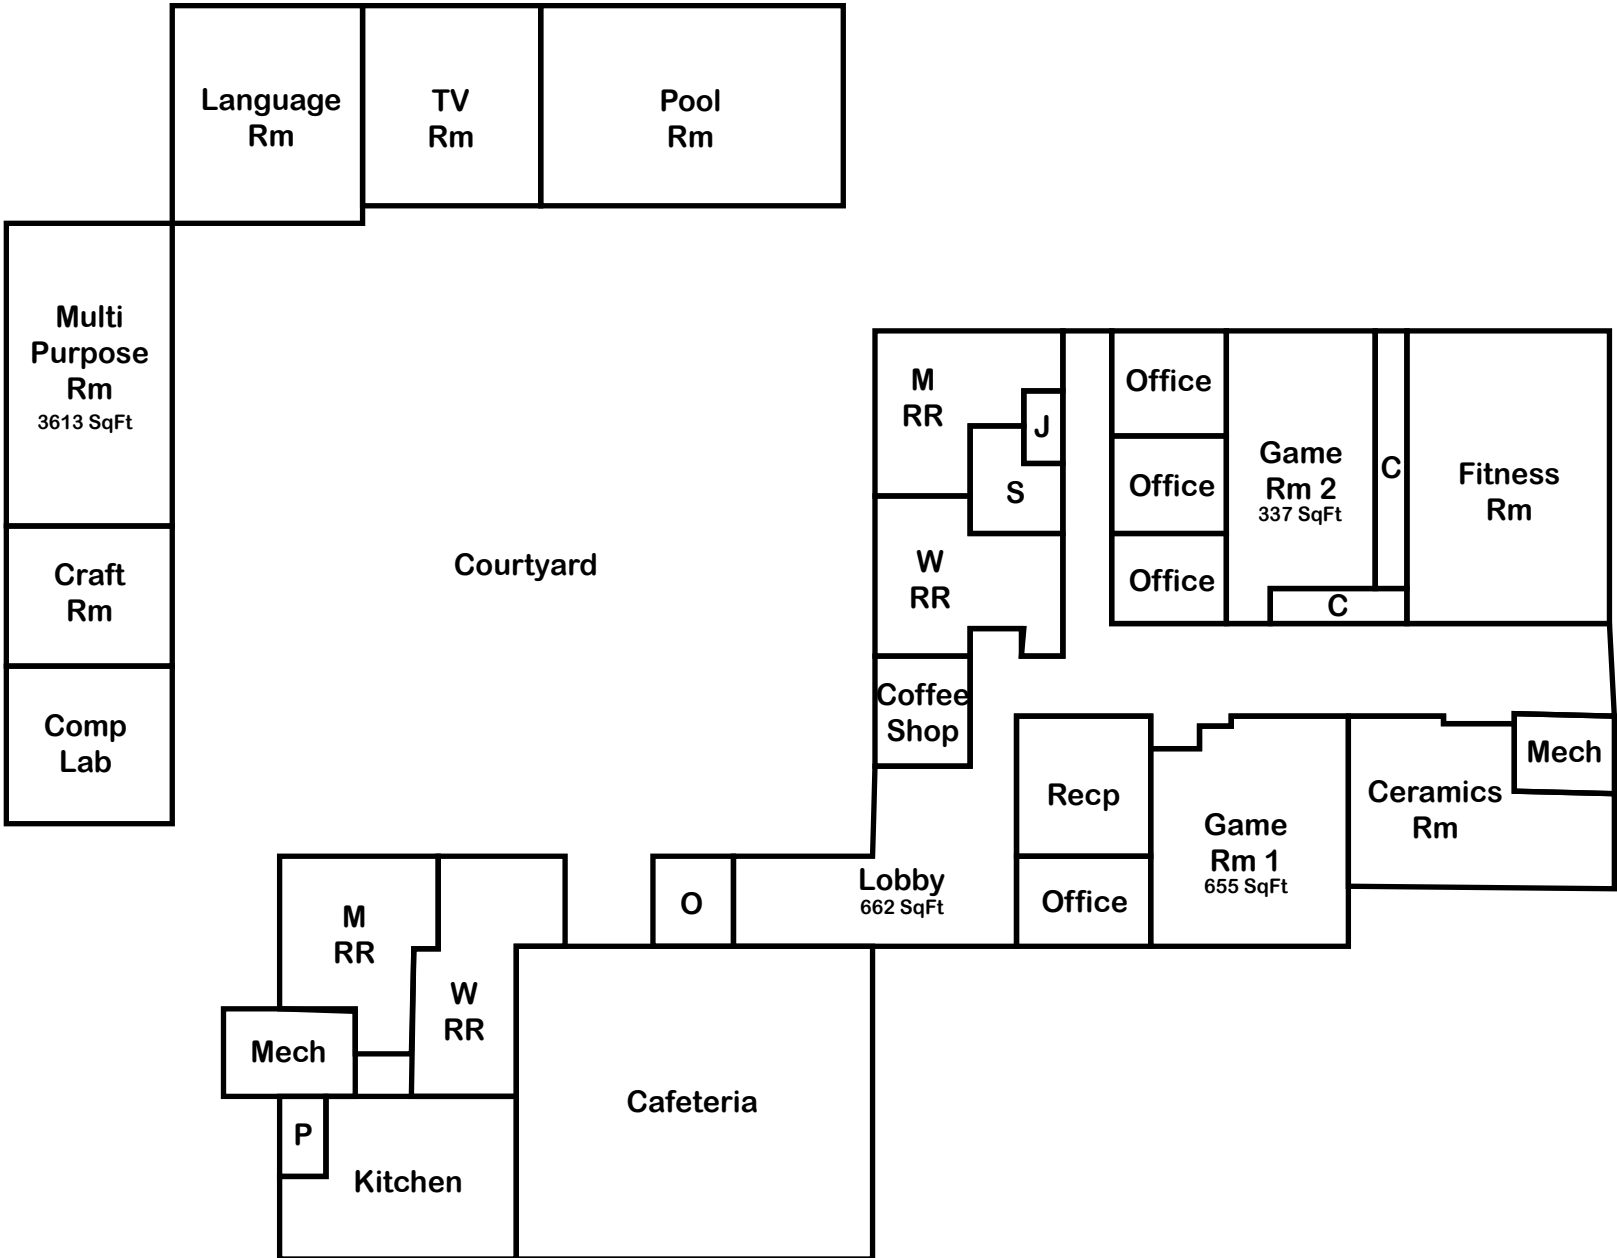 Language
Rm
TV
Rm
Pool
Rm
Multi
Purpose
Rm
3613 SqFt
Craft
Rm
Comp
Lab
Courtyard
M
RR
J
S
W
RR
Coffee
Shop
Office
Office
Office
Game
Rm 2
337 SqFt
C
C
Fitness
Rm
Recp
Office
Game
Rm 1
655 SqFt
Ceramics
Rm
Mech
Lobby
662 SqFt
O
M
RR
W
RR
Mech
P
Kitchen
Cafeteria